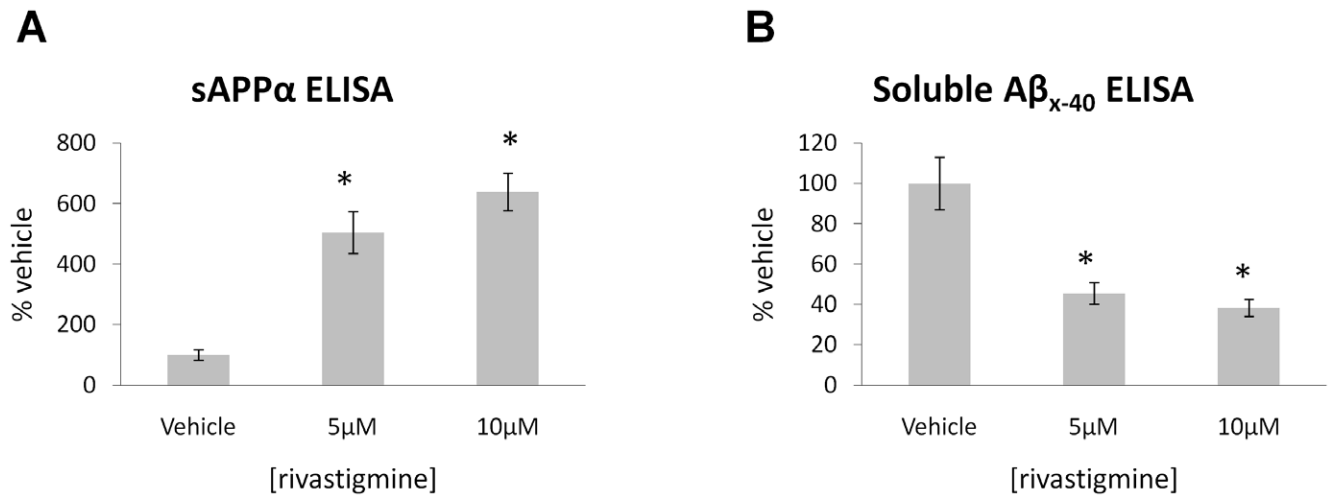 A
sAPPα ELISA
% vehicle
800
600
400
200
0
*
*
Vehicle 5µM 10µM
[rivastigmine]
B
Soluble Aβx-40 ELISA
% vehicle
120
100
80
60
40
20
0
*
*
Vehicle 5µM 10µM
[rivastigmine]